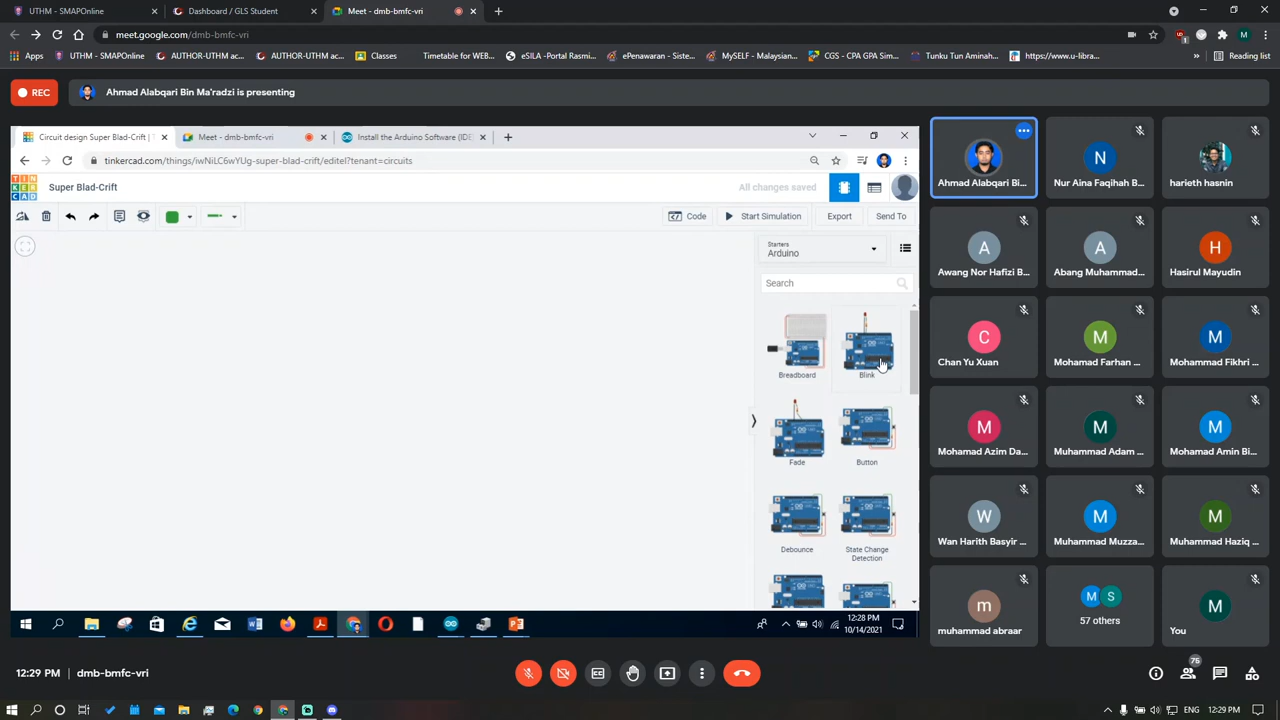 UTHM - SMAPOnline
Dashboard / GLS Student
Meet - dmb-bmfc-vri
meet.google.com/dmb-bmfc-vri
Apps
UTHM - SMAPOnline
AUTHOR-UTHM ac...
AUTHOR-UTHM ac...
Classes
Timetable for WEB...
eSILA -Portal Rasmi...
ePenawaran - Siste...
MySELF - Malaysian...
CGS - CPA GPA Sim...
Tunku Tun Aminah...
https://www.u-libra...
Reading list
REC
Ahmad Alabqari Bin Ma'radzi is presenting
Circuit design Super Blad-Crift |
Meet - dmb-bmfc-vri
Install the Arduino Software (IDE
tinkercad.com/things/iwNiLC6wYUg-super-blad-crift/editel?tenant=circuits
TIN
KER
CAD
Super Blad-Crift
All changes saved
Code
Start Simulation
Export
Send To
Starters
Arduino
Search
Breadboard
Blink
Fade
Button
Debounce
State Change
Detection
12:28 PM
10/14/2021
Ahmad Alabqari Bi...
N
Nur Aina Faqihah B...
hareth hassin
A
Awang Nor Hafizi B...
A
Abang Muhammad...
H
Hasirul Mayudin
C
Chan Yu Xuan
M
Mohamad Farhan ...
M
Mohammad Fikri ...
M
Mohamad Azim Da...
M
Muhammad Adam ...
M
Mohamad Amin Bi...
W
Wan Harith Basyir ...
M
Muhammad Muzza...
M
Muhammad Haziq ...
m
muhammad abraar
M S
57 others
M
You
12:29 PM
dmb-bmfc-vri
75
ENG
12:29 PM